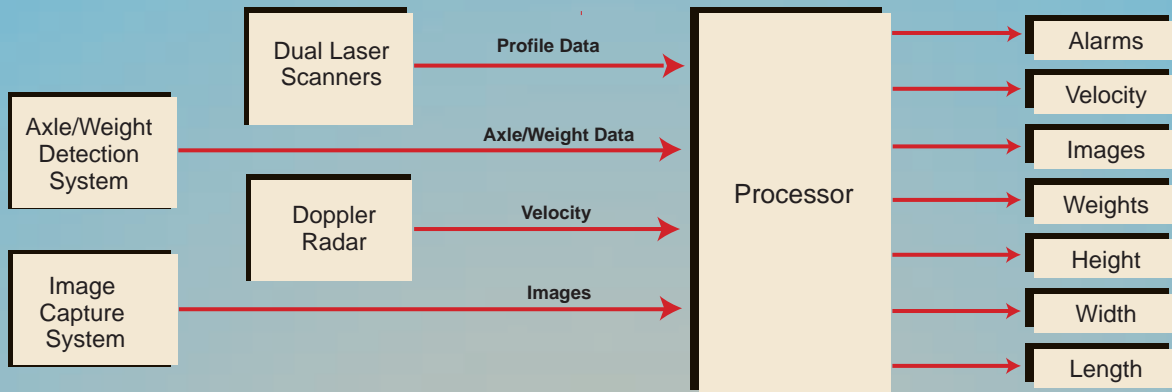 Dual Laser
Scanners
Profile Data
Axle/Weight
Detection
System
Axle/Weight Data
Doppler
Radar
Velocity
Image
Capture
System
Images
Processor
Alarms
Velocity
Images
Weights
Height
Width
Length